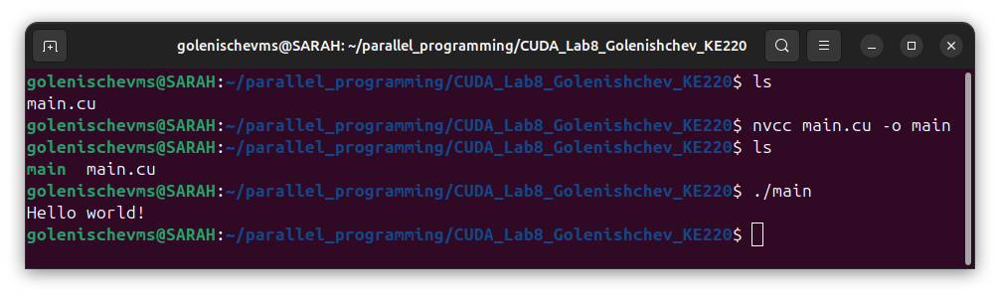 golenischevms@SARAH: ~/parallel_programming/CUDA_Lab8_Golenishchev_KE220
golenischevms@SARAH:~/parallel_programming/CUDA_Lab8_Golenishchev_KE220$ ls
main.cu
golenischevms@SARAH:~/parallel_programming/CUDA_Lab8_Golenishchev_KE220$ nvcc main.cu -o main
golenischevms@SARAH:~/parallel_programming/CUDA_Lab8_Golenishchev_KE220$ ls
main  main.cu
golenischevms@SARAH:~/parallel_programming/CUDA_Lab8_Golenishchev_KE220$ ./main
Hello world!
golenischevms@SARAH:~/parallel_programming/CUDA_Lab8_Golenishchev_KE220$